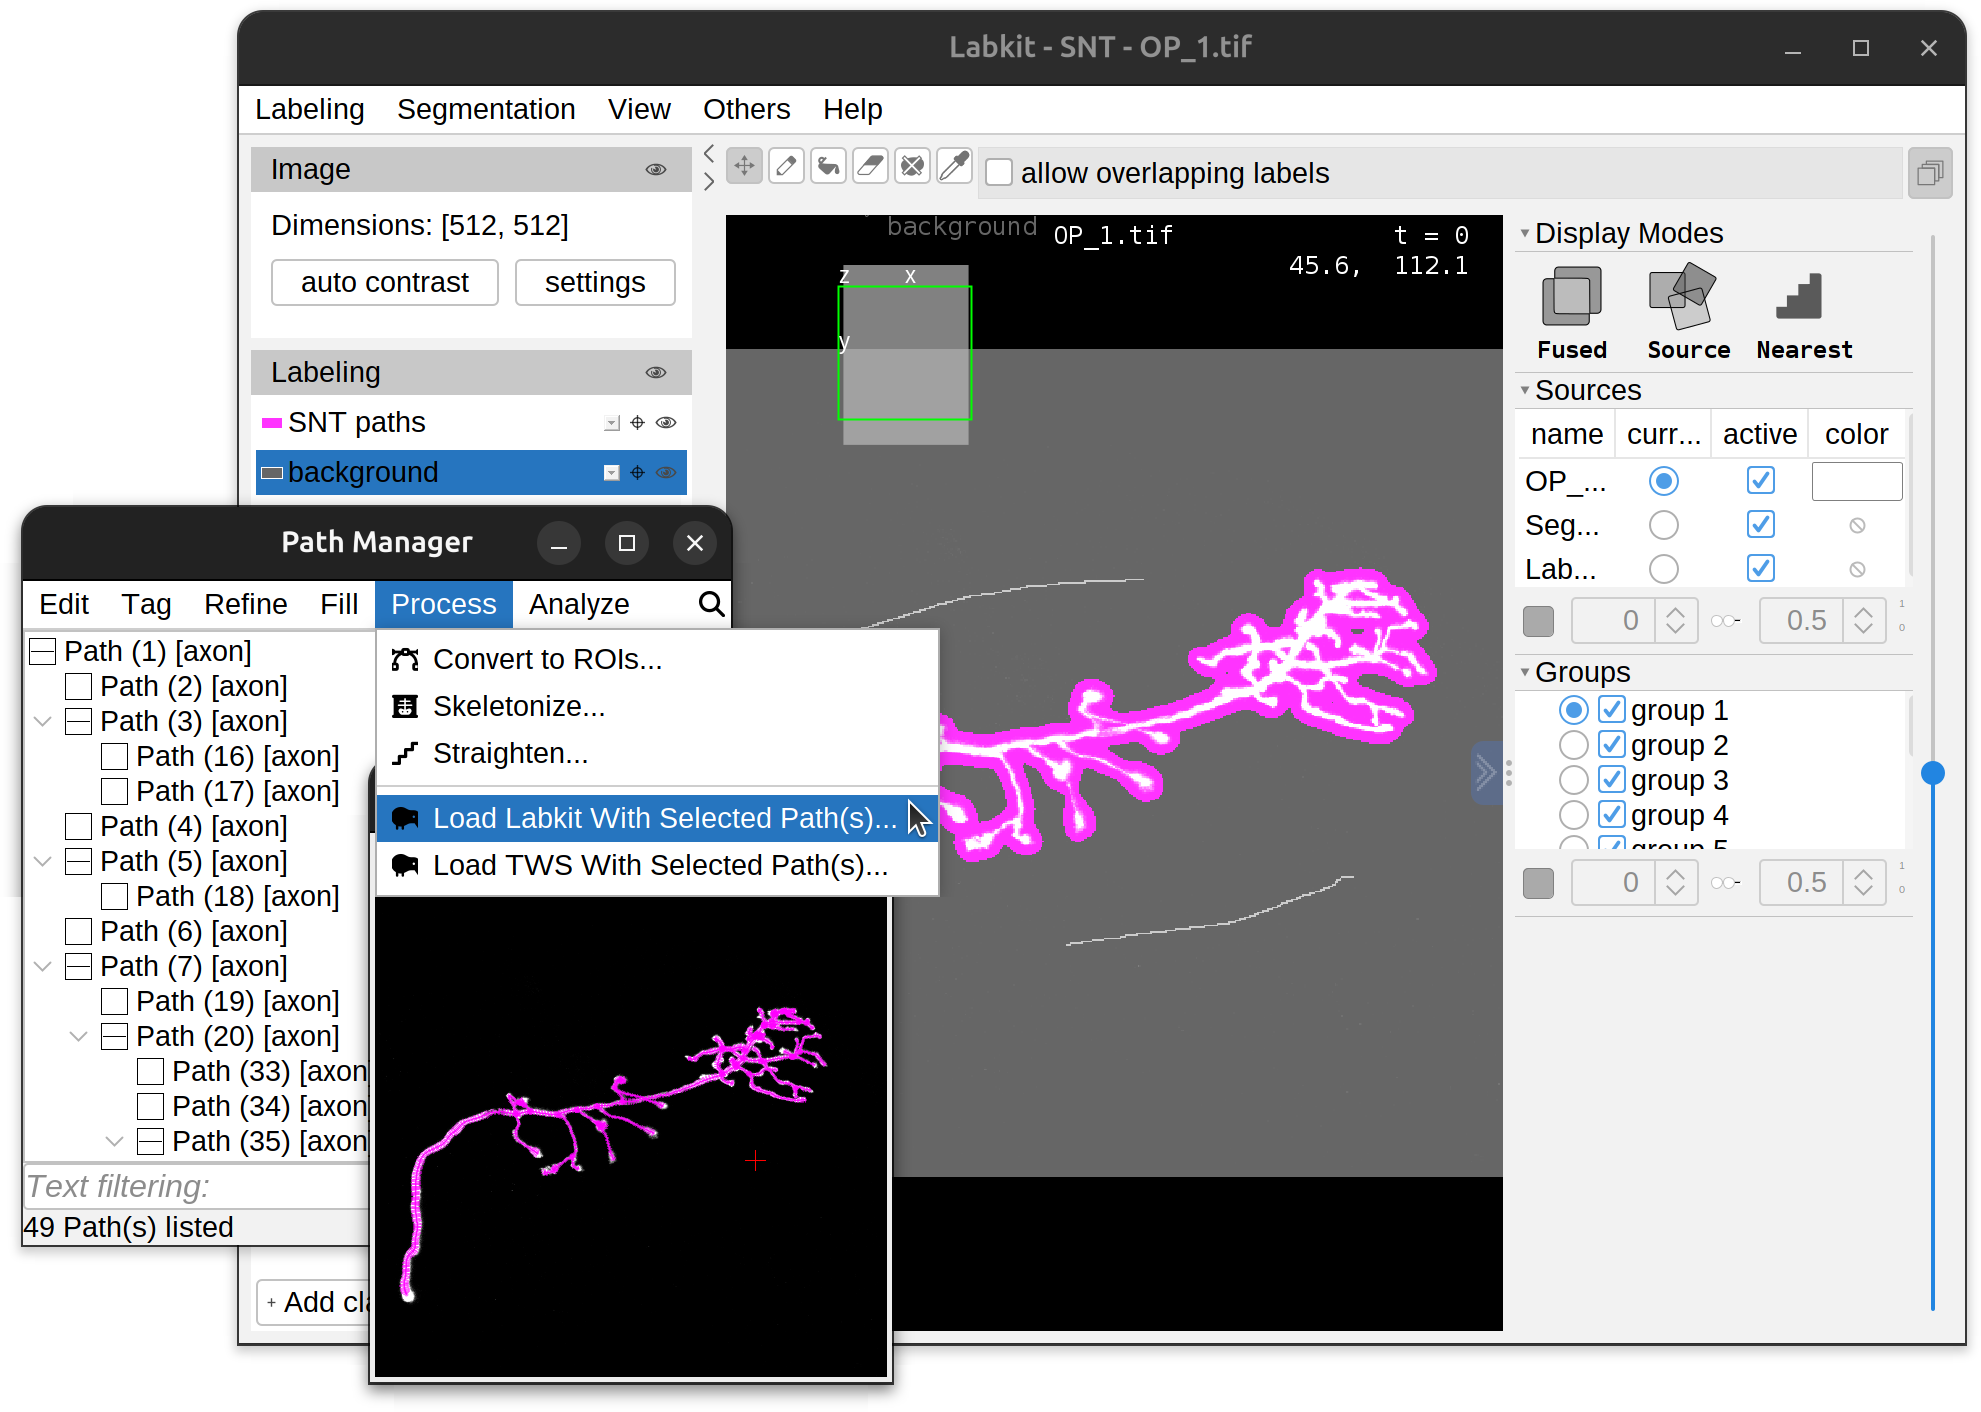 Labkit - SNT - OP_1.tif
Labeling Segmentation View Others Help
Image
Dimensions: [512, 512]
auto contrast settings
Labeling
SNT paths
background
allow overlapping labels
background OP_1.tif t = 0
45.6, 112.1
z x
y
Display Modes
Fused Source Nearest
Sources
name curr... active color
OP_...
Seg...
Lab...
0 0.5 1
0
Groups
group 1
group 2
group 3
group 4
group 5
0 0.5 1
0
Path Manager
Edit Tag Refine Fill Process Analyze
Path (1) [axon]
Path (2) [axon]
Path (3) [axon]
Path (16) [axon]
Path (17) [axon]
Path (4) [axon]
Path (5) [axon]
Path (18) [axon]
Path (6) [axon]
Path (7) [axon]
Path (19) [axon]
Path (20) [axon]
Path (33) [axon
Path (34) [axon
Path (35) [axon
Text filtering:
49 Path(s) listed
Convert to ROIs...
Skeletonize...
Straighten...
Load Labkit With Selected Path(s)...
Load TWS With Selected Path(s)...
+ Add cla